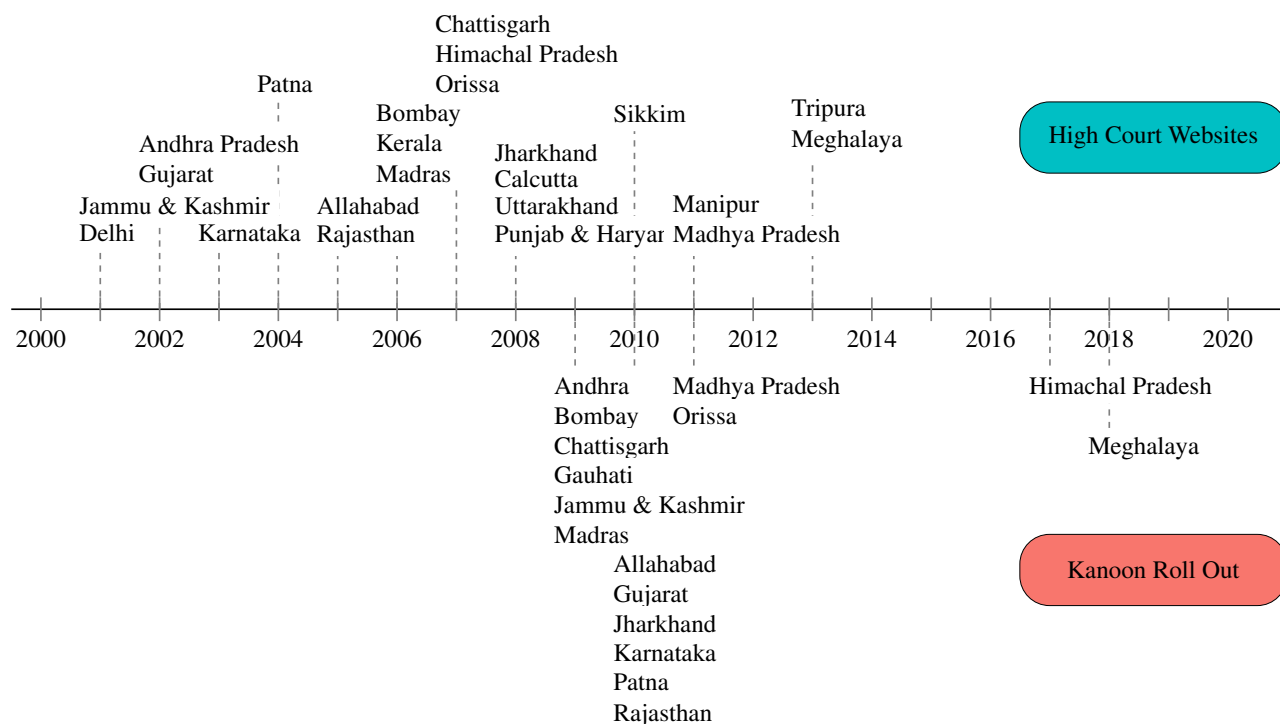 Chattisgarh
Himachal Pradesh
Orissa
Patna
Bombay
Kerala
Madras
Sikkim
Tripura
Meghalaya
High Court Websites
Andhra Pradesh
Gujarat
Jharkhand
Calcutta
Uttarakhand
Punjab & Haryar
Jammu & Kashmir
Delhi
Karnataka
Allahabad
Rajasthan
Manipur
Madhya Pradesh
2000 2002 2004 2006 2008 2010 2012 2014 2016 2018 2020
Andhra
Bombay
Chattisgarh
Gauhati
Jammu & Kashmir
Madras
Madhya Pradesh
Orissa
Himachal Pradesh
Meghalaya
Allahabad
Gujarat
Jharkhand
Karnataka
Patna
Rajasthan
Kanoon Roll Out